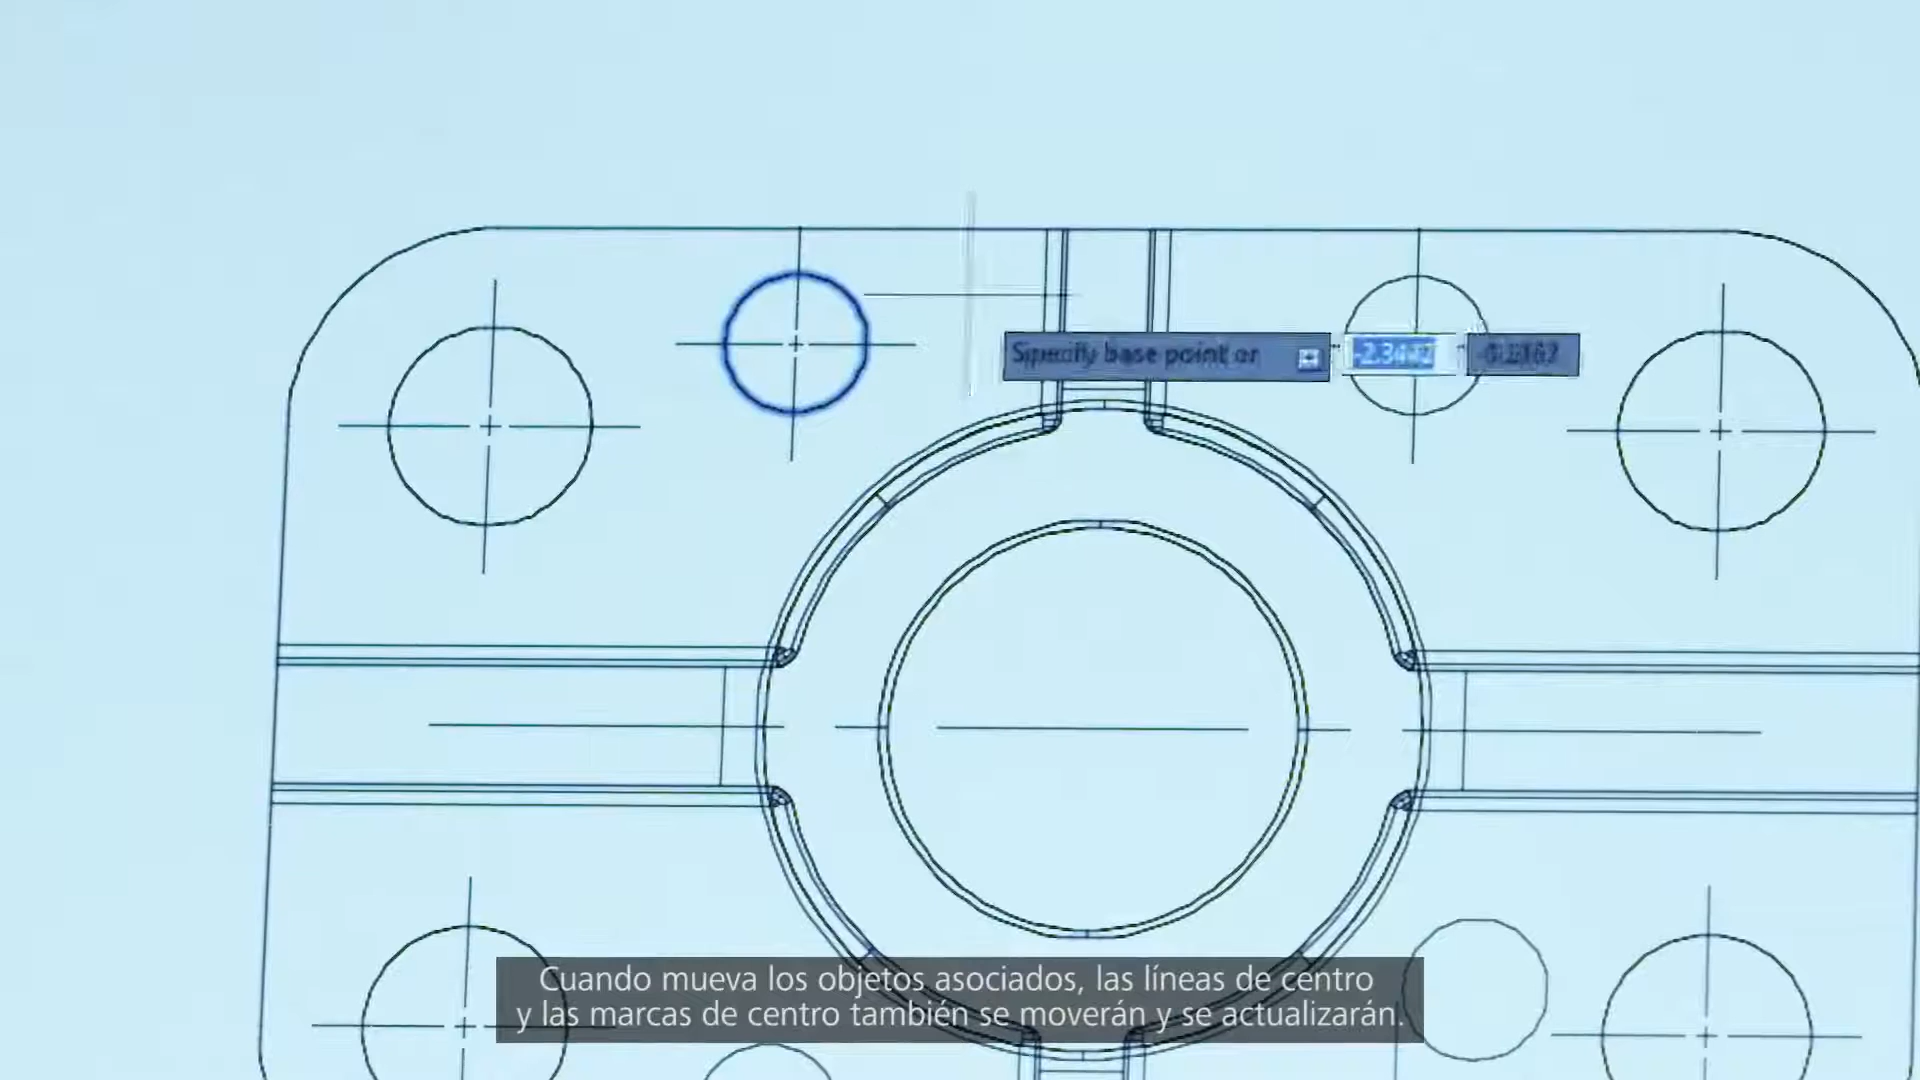 Specify base point or
Cuando mueva los objetos asociados, las líneas de centro
y las marcas de centro también se moverán y se actualizarán.